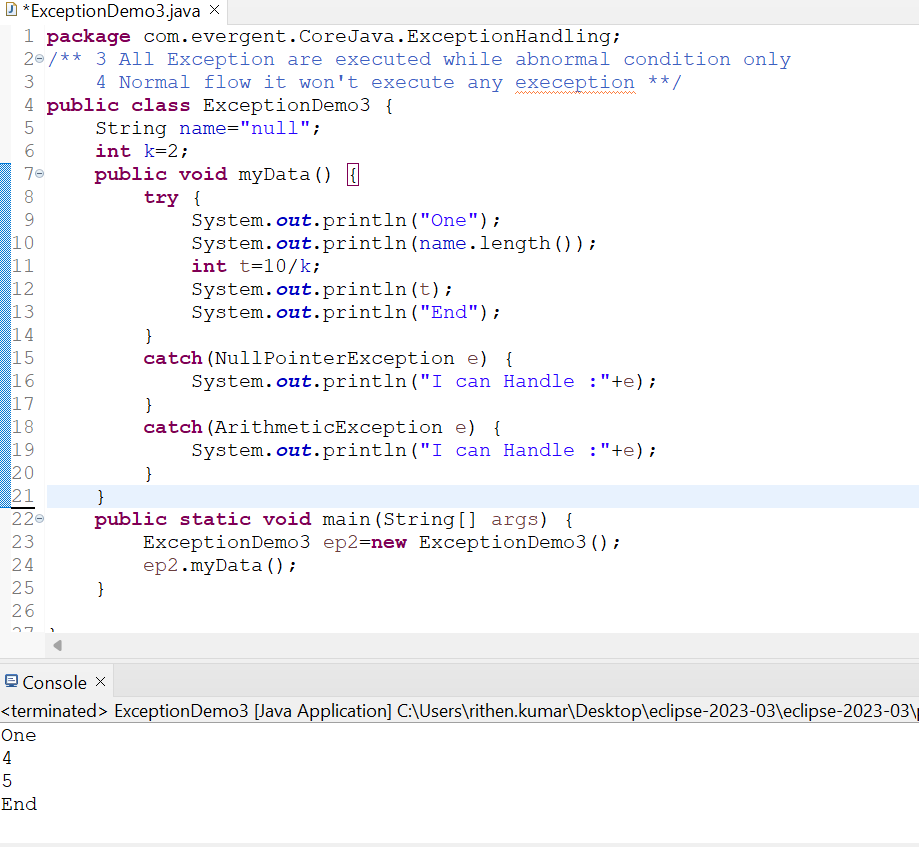 *ExceptionDemo3.java ×
1 package com.evergent.CoreJava.ExceptionHandling;
2 /** 3 All Exception are executed while abnormal condition only
3     4 Normal flow it won't execute any exeception **/
4 public class ExceptionDemo3 {
5     String name="null";
6     int k=2;
7     public void myData() {
8         try {
9             System.out.println("One");
10             System.out.println(name.length());
11             int t=10/k;
12             System.out.println(t);
13             System.out.println("End");
14         }
15         catch(NullPointerException e) {
16             System.out.println("I can Handle :"+e);
17         }
18         catch(ArithmeticException e) {
19             System.out.println("I can Handle :"+e);
20         }
21     }
22     public static void main(String[] args) {
23         ExceptionDemo3 ep2=new ExceptionDemo3();
24         ep2.myData();
25     }
26
Console ×
<terminated> ExceptionDemo3 [Java Application] C:\Users\rithen.kumar\Desktop\eclipse-2023-03\eclipse-2023-03\
One
4
5
End